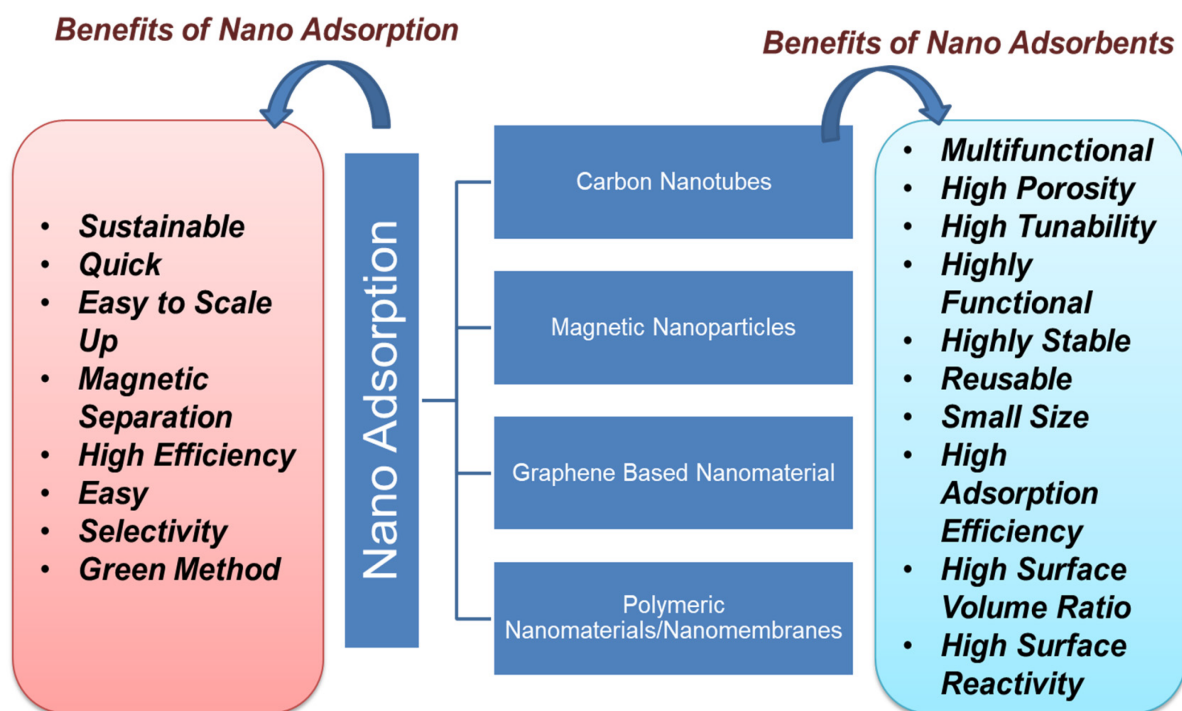 Benefits of Nano Adsorption
Benefits of Nano Adsorbents
• Sustainable
• Quick
• Easy to Scale
Up
• Magnetic
Separation
• High Efficiency
• Easy
• Selectivity
• Green Method
Nano Adsorption
Carbon Nanotubes
Magnetic Nanoparticles
Graphene Based Nanomaterial
Polymeric
Nanomaterials/Nanomembranes
• Multifunctional
• High Porosity
• High Tunability
• Highly
Functional
• Highly Stable
• Reusable
• Small Size
• High
Adsorption
Efficiency
• High Surface
Volume Ratio
• High Surface
Reactivity